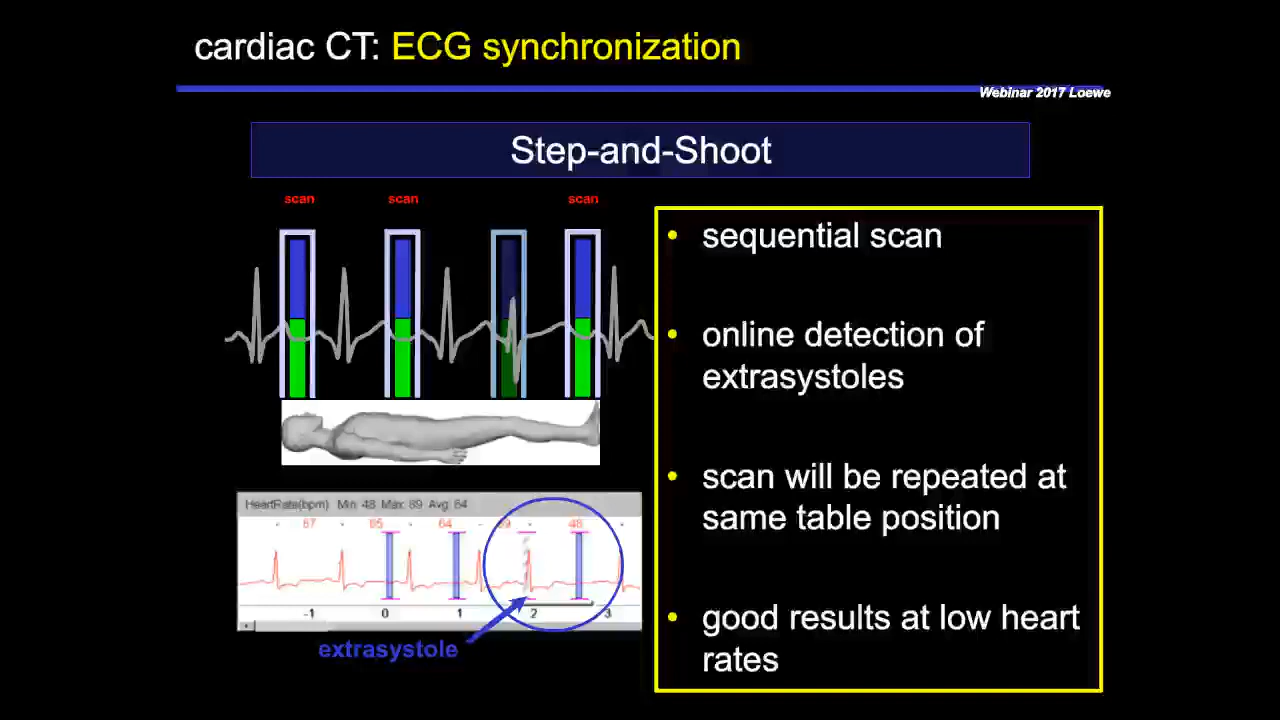 cardiac CT: ECG synchronization
Webinar 2017 Loewe
Step-and-Shoot
scan scan scan
• sequential scan
• online detection of
extrasystoles
• scan will be repeated at
same table position
• good results at low heart
rates
HeartRate(bpm) Min: 48 Max: 89 Avg: 64
67 65 64 89 48
-1 0 1 2 3
extrasystole